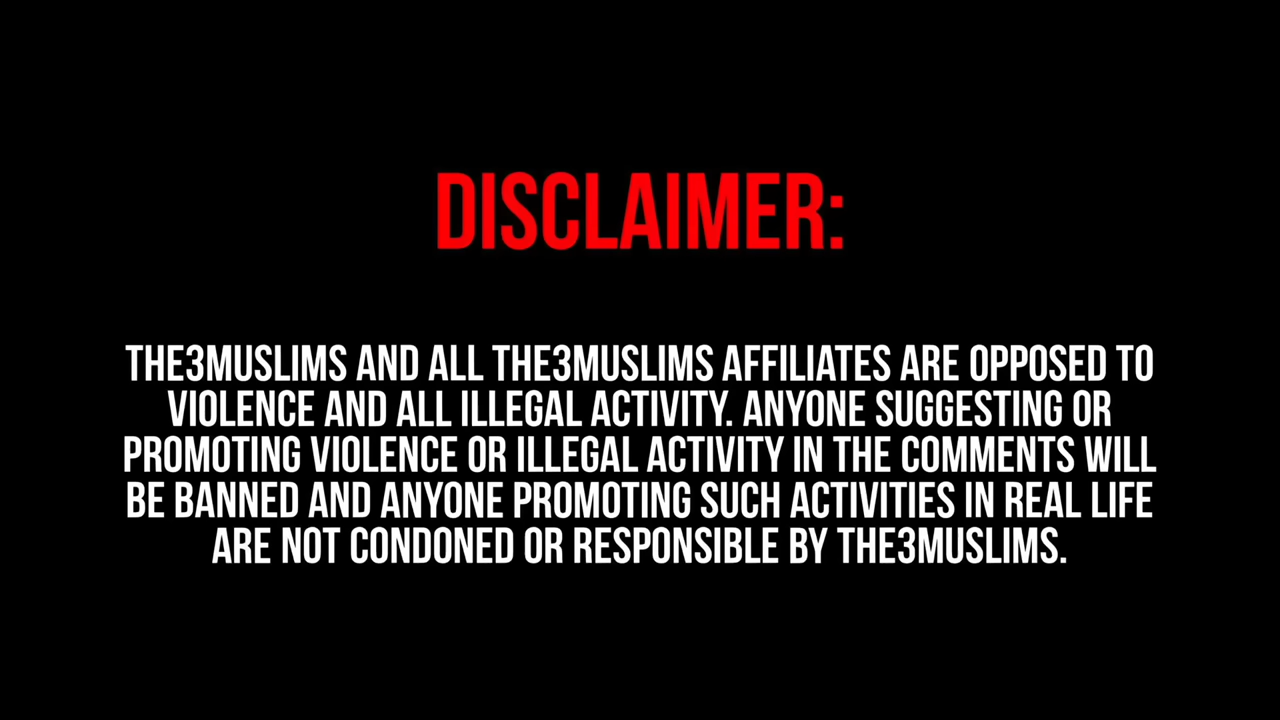 DISCLAIMER:
THE3MUSLIMS AND ALL THE3MUSLIMS AFFILIATES ARE OPPOSED TO
VIOLENCE AND ALL ILLEGAL ACTIVITY. ANYONE SUGGESTING OR
PROMOTING VIOLENCE OR ILLEGAL ACTIVITY IN THE COMMENTS WILL
BE BANNED AND ANYONE PROMOTING SUCH ACTIVITIES IN REAL LIFE
ARE NOT CONDONED OR RESPONSIBLE BY THE3MUSLIMS.